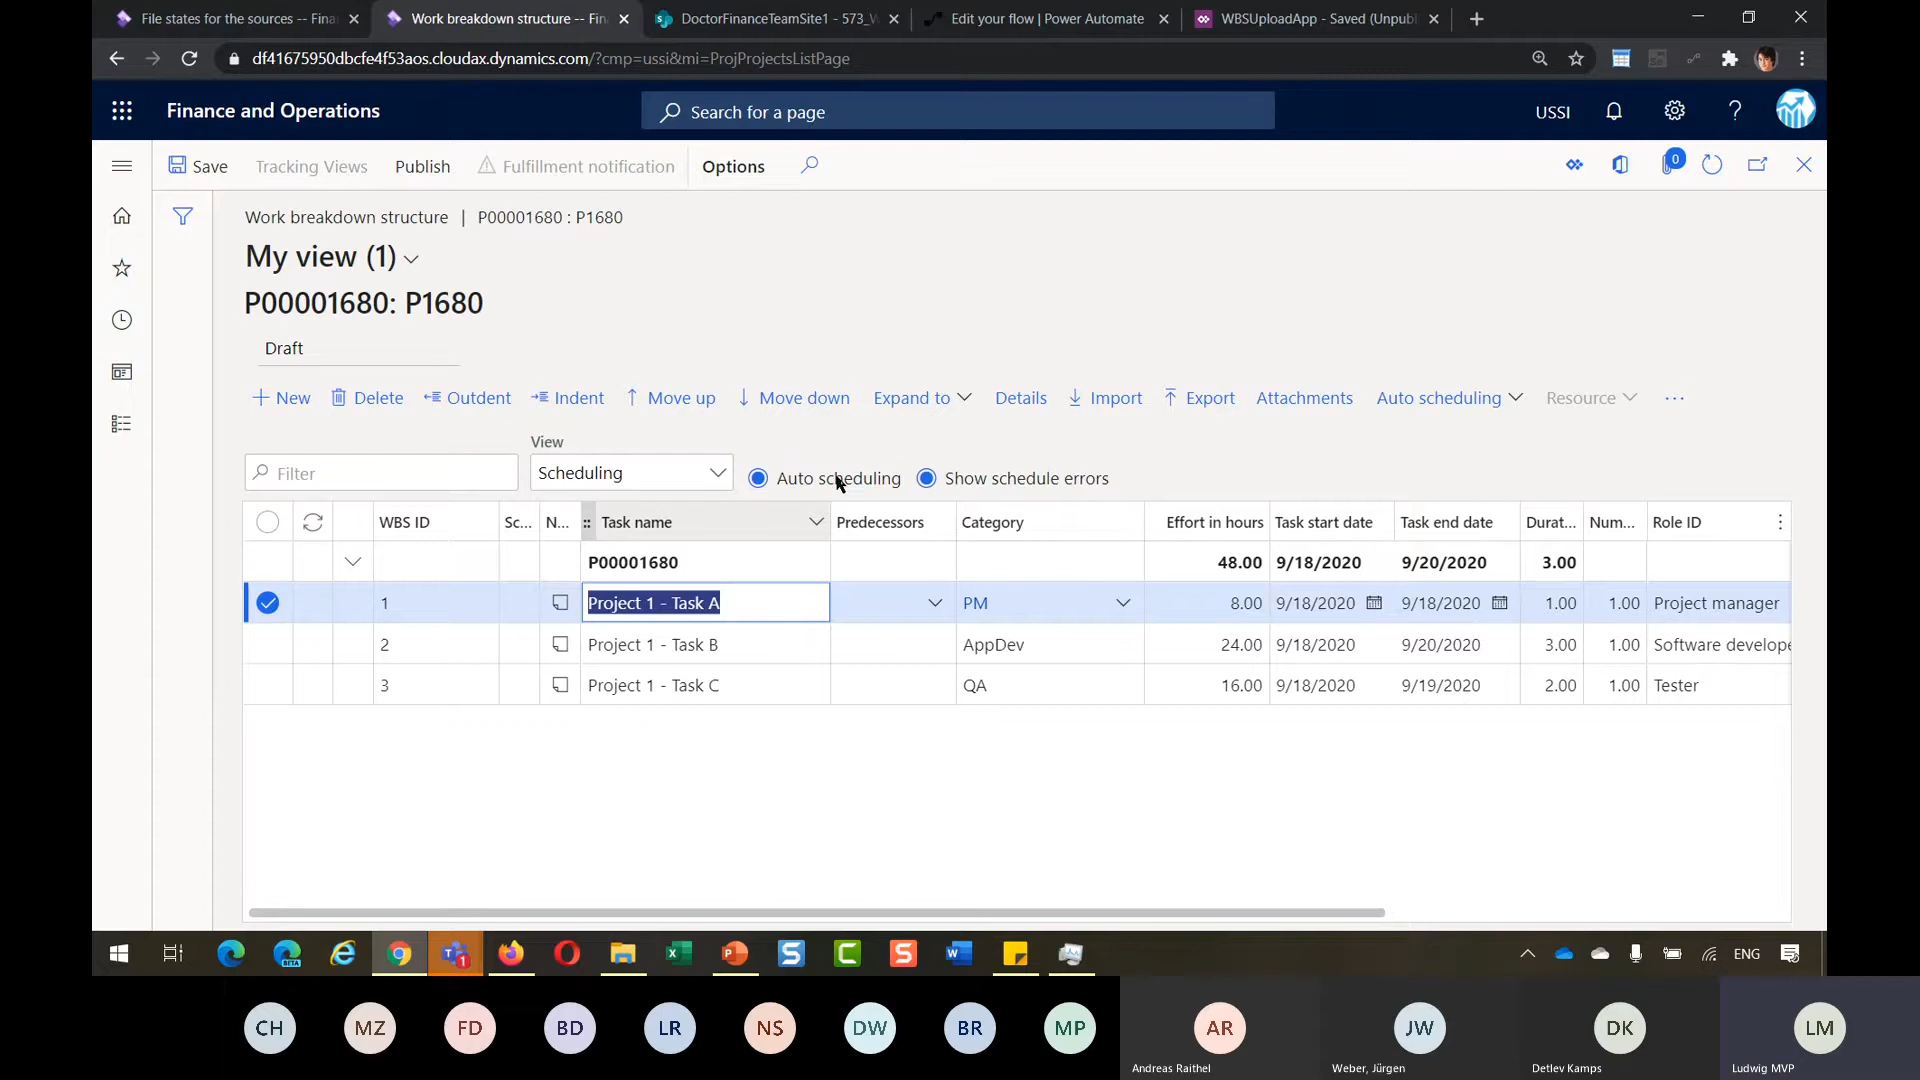 File states for the sources -- Finan
Work breakdown structure -- Fin
DoctorFinanceTeamSite1 - 573_W
Edit your flow | Power Automate
WBSUploadApp - Saved (Unpubl
df41675950dbcfe4f53aos.cloudax.dynamics.com/?cmp=ussi&mi=ProjProjectsListPage
Finance and Operations
Search for a page
USSI
Save
Tracking Views
Publish
Fulfillment notification
Options
0
Work breakdown structure | P00001680 : P1680
My view (1)
P00001680: P1680
Draft
New
Delete
Outdent
Indent
Move up
Move down
Expand to
Details
Import
Export
Attachments
Auto scheduling
Resource
View
Filter
Scheduling
Auto scheduling
Show schedule errors
WBS ID Sc... N... Task name Predecessors Category Effort in hours Task start date Task end date Durat... Num... Role ID
P00001680 48.00 9/18/2020 9/20/2020 3.00
1 Project 1 - Task A PM 8.00 9/18/2020 9/18/2020 1.00 1.00 Project manager
2 Project 1 - Task B AppDev 24.00 9/18/2020 9/20/2020 3.00 1.00 Software develope
3 Project 1 - Task C QA 16.00 9/18/2020 9/19/2020 2.00 1.00 Tester
BETA
1
ENG
CH MZ FD BD LR NS DW BR MP AR JW DK LM
Andreas Raithel
Weber, Jürgen
Detlev Kamps
Ludwig MVP